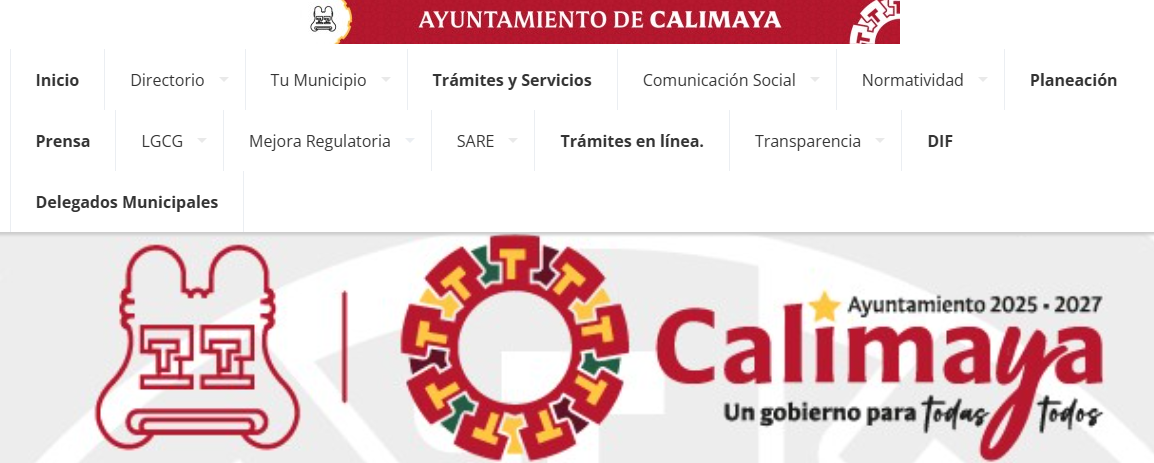 AYUNTAMIENTO DE CALIMAYA
Inicio Directorio Tu Municipio Trámites y Servicios Comunicación Social Normatividad Planeación
Prensa LGCG Mejora Regulatoria SARE Trámites en línea. Transparencia DIF
Delegados Municipales
Ayuntamiento 2025 - 2027
Calimaya
Un gobierno para Todas y Todos